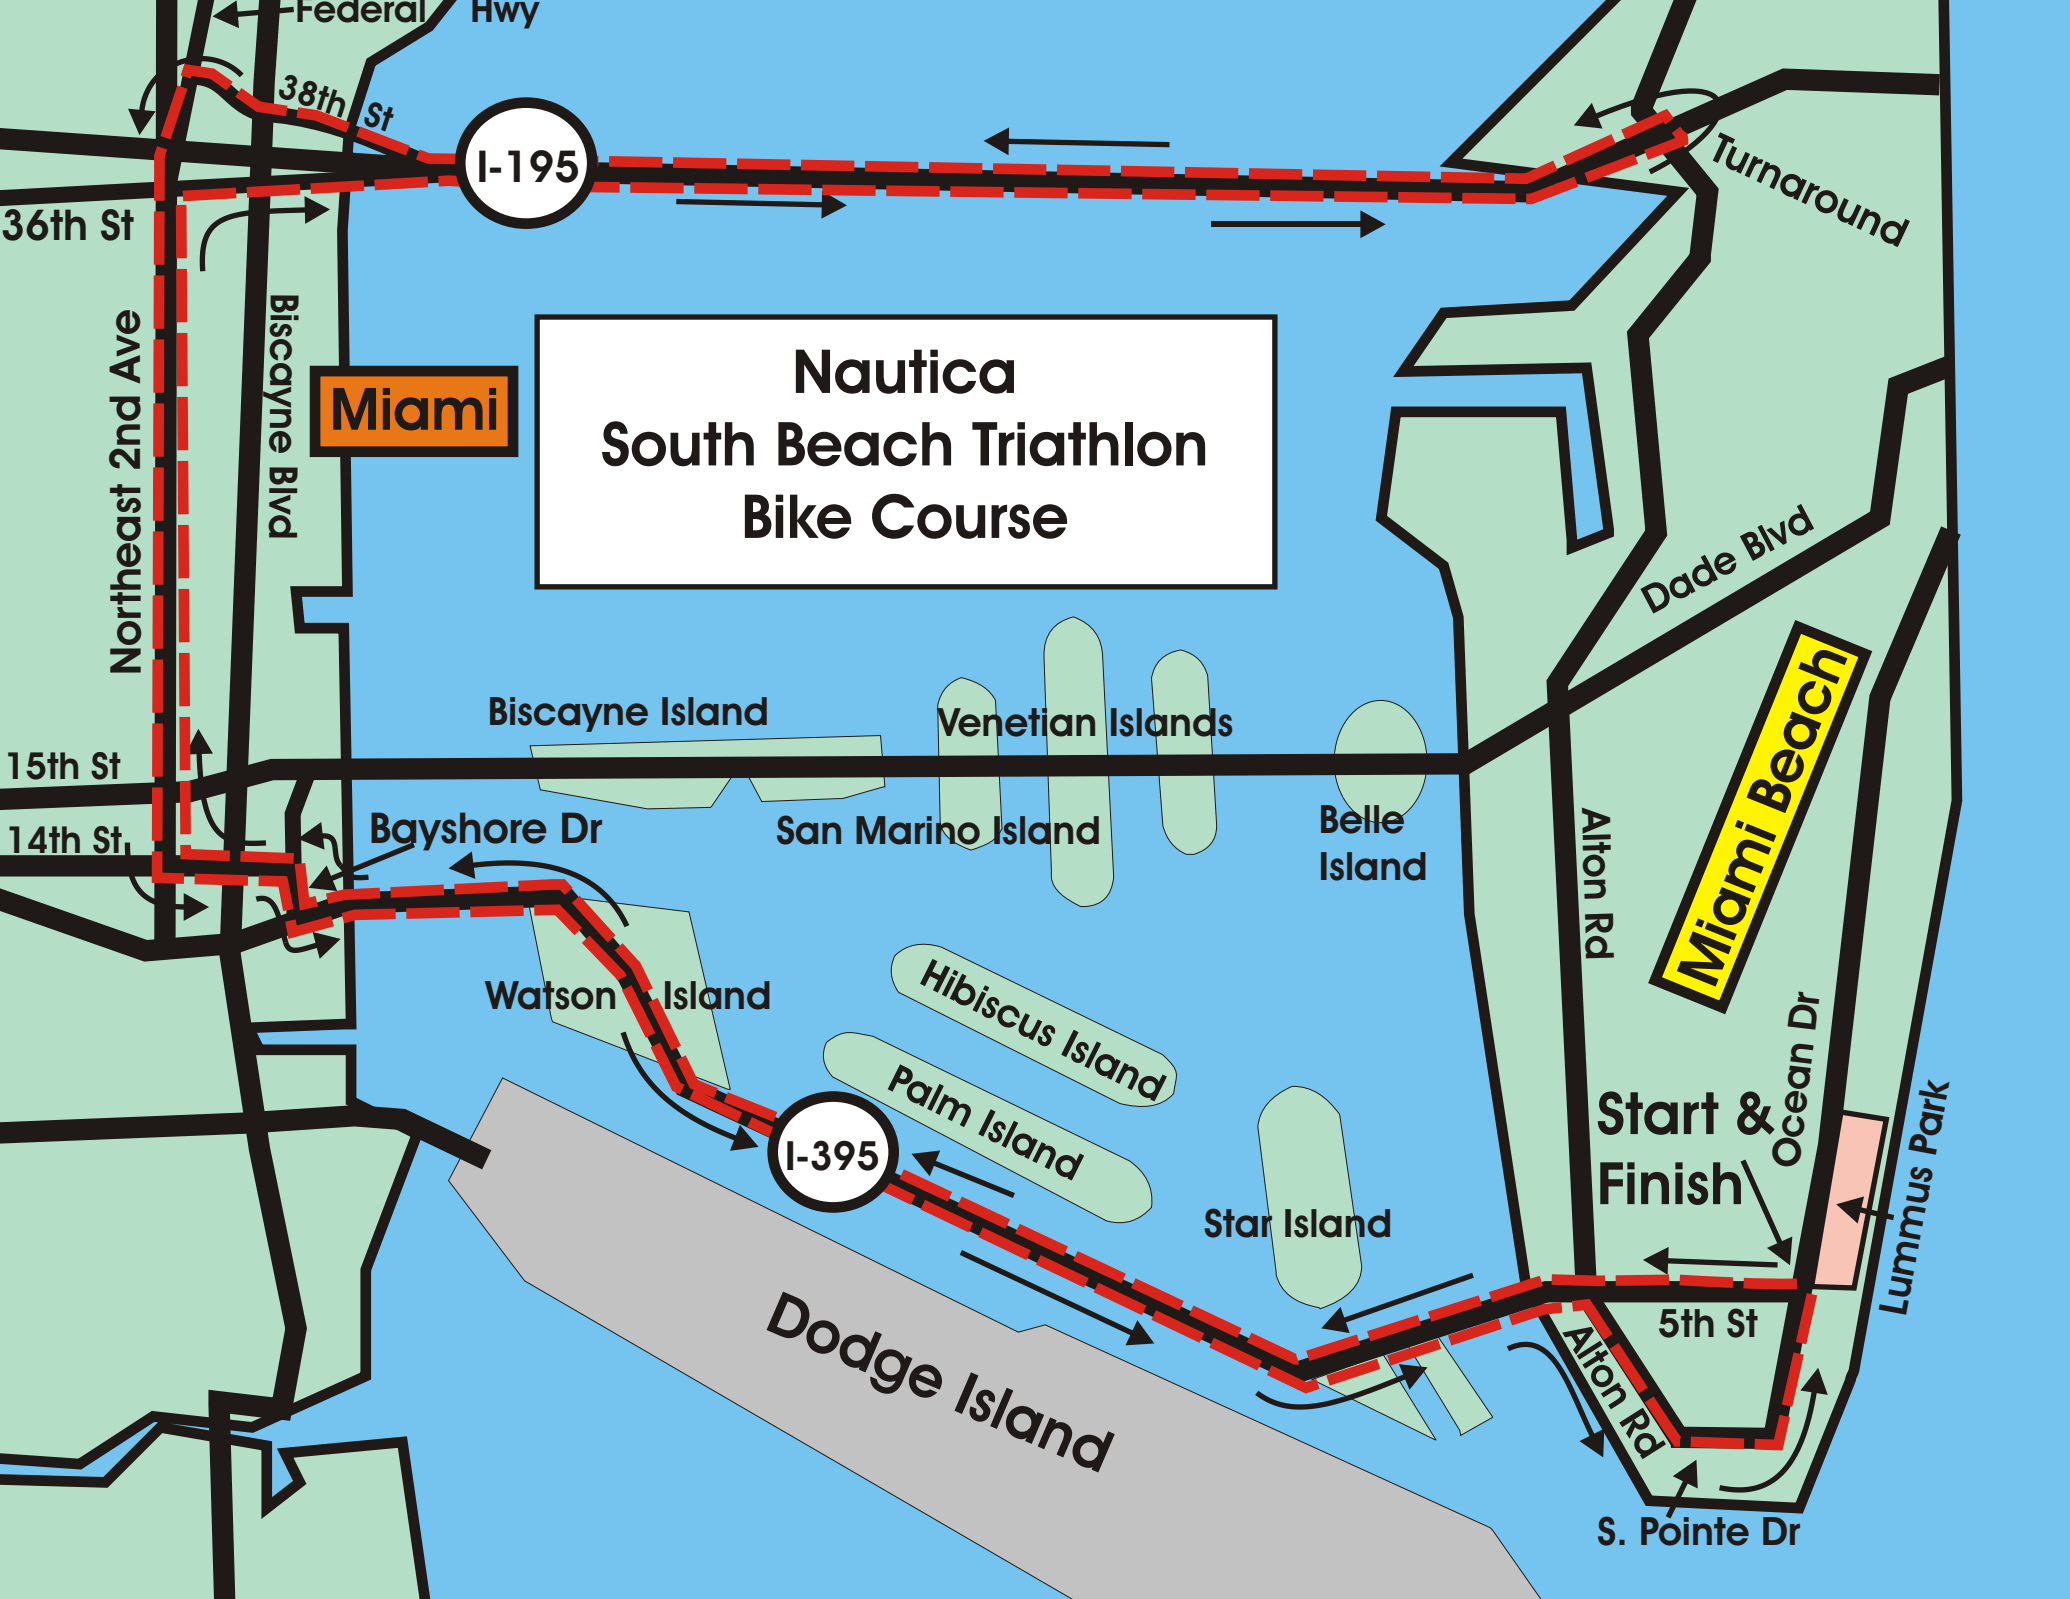 Federal Hwy
38th St
I-195
Turnaround
36th St
Northeast 2nd Ave
Biscayne Blvd
Miami
Nautica
South Beach Triathlon
Bike Course
Dade Blvd
Miami Beach
Biscayne Island
Venetian Islands
15th St
14th St
Bayshore Dr
San Marino Island
Belle
Island
Alton Rd
Watson Island
Hibiscus Island
Palm Island
I-395
Star Island
Ocean Dr
Start &
Finish
Lummus Park
5th St
Dodge Island
Alton Rd
S. Pointe Dr